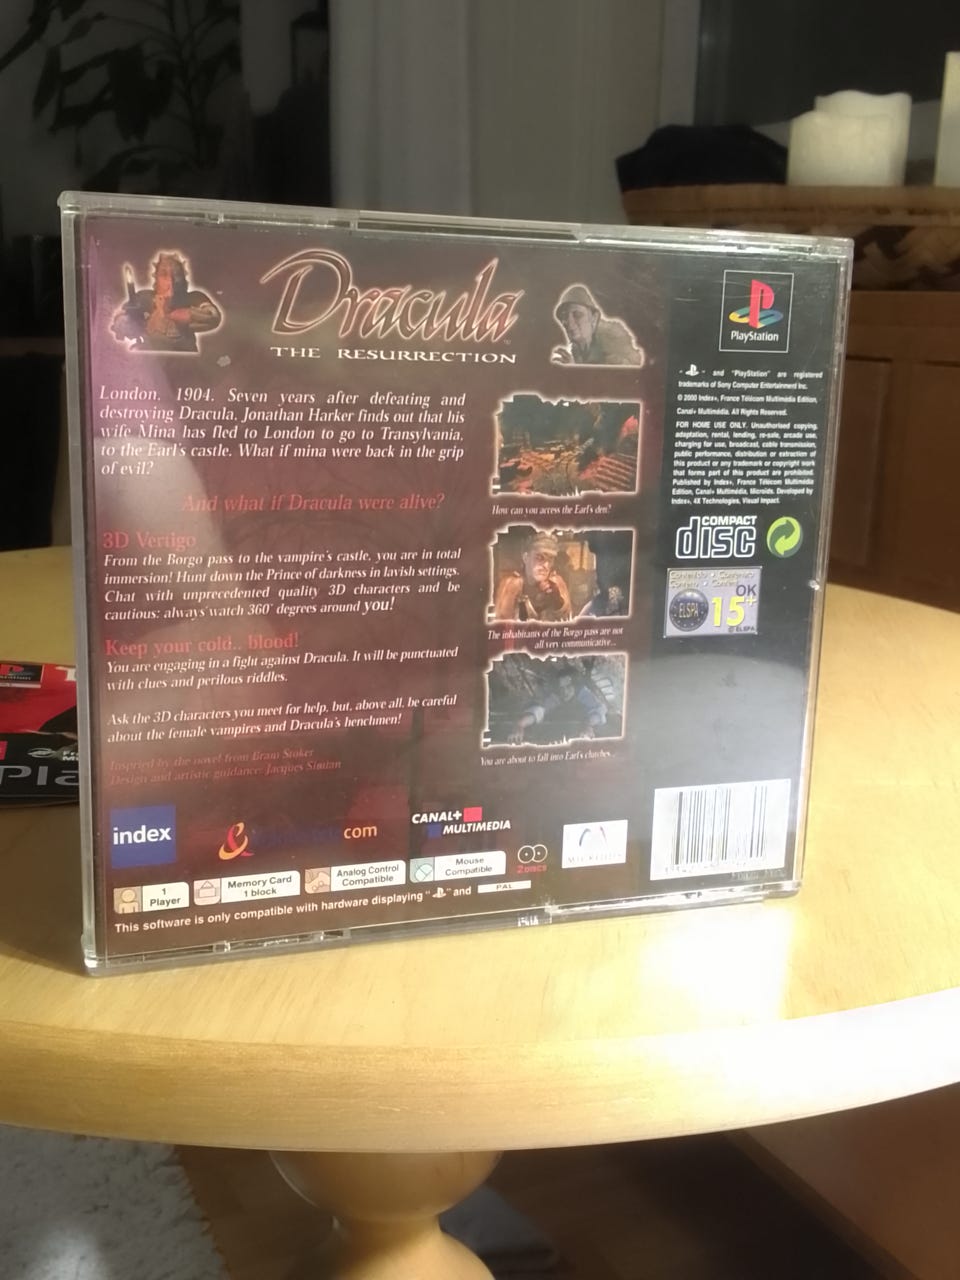 Dracula
THE RESURRECTION
London, 1904. Seven years after defeating and
destroying Dracula, Jonathan Harker finds out that his
wife Mina has fled to London to go to Transylvania,
to the Earl's castle. What if mina were back in the grip
of evil?
And what if Dracula were alive?
3D Vertigo
From the Borgo pass to the vampire's castle, you are in total
immersion! Hunt down the Prince of darkness in lavish settings.
Chat with unprecedented quality 3D characters and be
cautious: always watch 360° degrees around you!
Keep your cold.. blood!
You are engaging in a fight against Dracula. It will be punctuated
with clues and perilous riddles.
Ask the 3D characters you meet for help, but, above all, be careful
about the female vampires and Dracula's henchmen!
Inspired by the novel from Bram Stoker
Design and artistic guidance: Jacques Simian
How can you access the Earl's den?
The inhabitants of the Borgo pass are not
all very communicative...
You are about to fall into Earl's clutches...
PlayStation
" " and "PlayStation" are registered
trademarks of Sony Computer Entertainment Inc.
© 2000 Index+, France Télécom Multimédia Edition,
Canal+ Multimédia. All Rights Reserved.
FOR HOME USE ONLY. Unauthorised copying,
adaptation, rental, lending, re-sale, arcade use,
charging for use, broadcast, cable transmission,
public performance, distribution or extraction of
this product or any trademark or copyright work
that forms part of this product are prohibited.
Published by Index+, France Télécom Multimédia
Edition, Canal+ Multimédia, Microïds. Developed by
Index+, 4X Technologies, Visual Impact.
COMPACT
disc
OK
ELSPA
15+
© ELSPA
index
com
CANAL+
MULTIMEDIA
1
Player
Memory Card
1 block
Analog Control
Compatible
Mouse
Compatible
2 DISCS
PAL
This software is only compatible with hardware displaying " " and
Pla